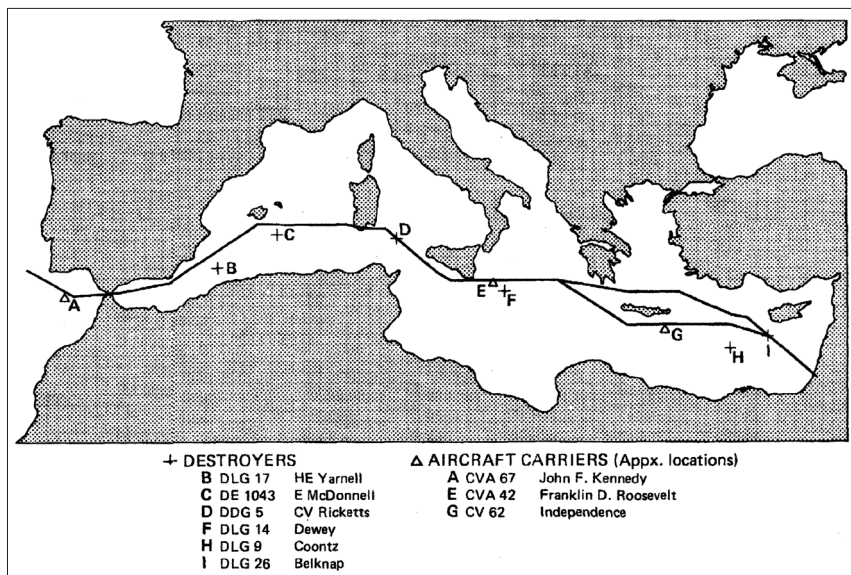 A
B
C
D
E
F
G
H
I
+ DESTROYERS
B DLG 17 HE Yarnell
C DE 1043 E McDonnell
D DDG 5 CV Ricketts
F DLG 14 Dewey
H DLG 9 Coontz
I DLG 26 Belknap
△ AIRCRAFT CARRIERS (Appx. locations)
A CVA 67 John F. Kennedy
E CVA 42 Franklin D. Roosevelt
G CV 62 Independence